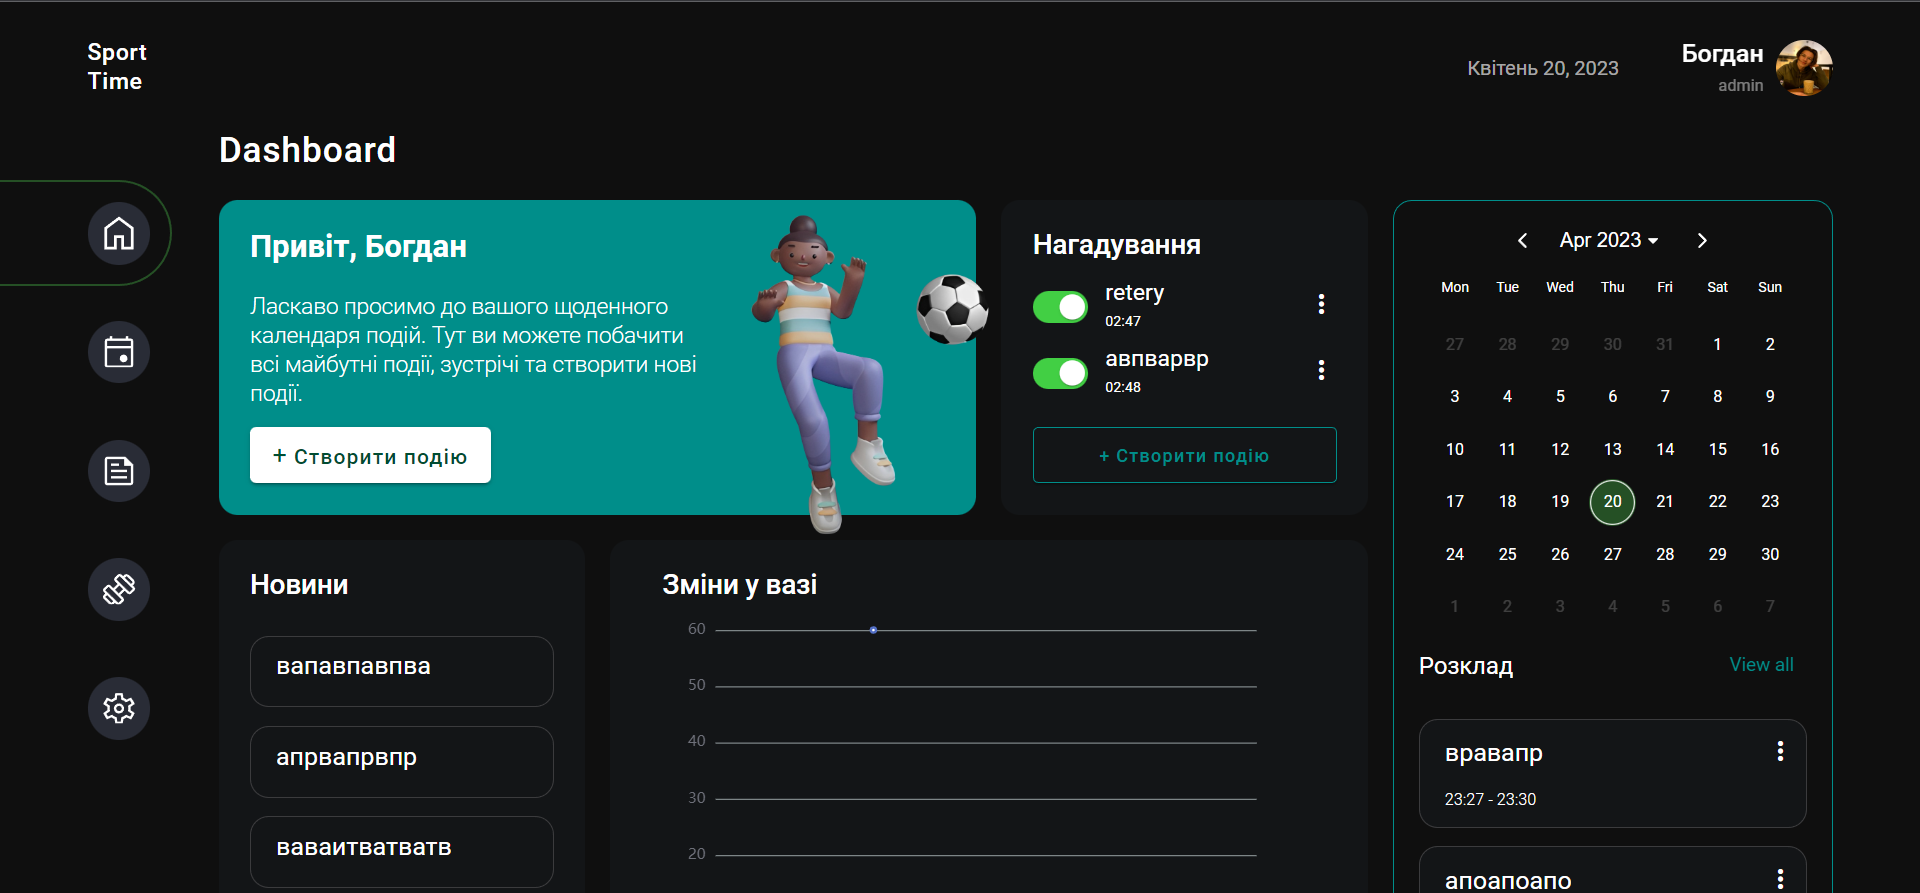 Sport
Time
Квітень 20, 2023
Богдан
admin
Dashboard
Привіт, Богдан
Ласкаво просимо до вашого щоденного
календаря подій. Тут ви можете побачити
всі майбутні події, зустрічі та створити нові
події.
+ Створити подію
Нагадування
retery
02:47
авпварвр
02:48
+ Створити подію
Apr 2023
Mon Tue Wed Thu Fri Sat Sun
27 28 29 30 31 1 2
3 4 5 6 7 8 9
10 11 12 13 14 15 16
17 18 19 20 21 22 23
24 25 26 27 28 29 30
1 2 3 4 5 6 7
Новини
вапавпавпва
апрвапрвпр
ваваитватватв
Зміни у вазі
60
50
40
30
20
Розклад
View all
вравапр
23:27 - 23:30
апоапоапо